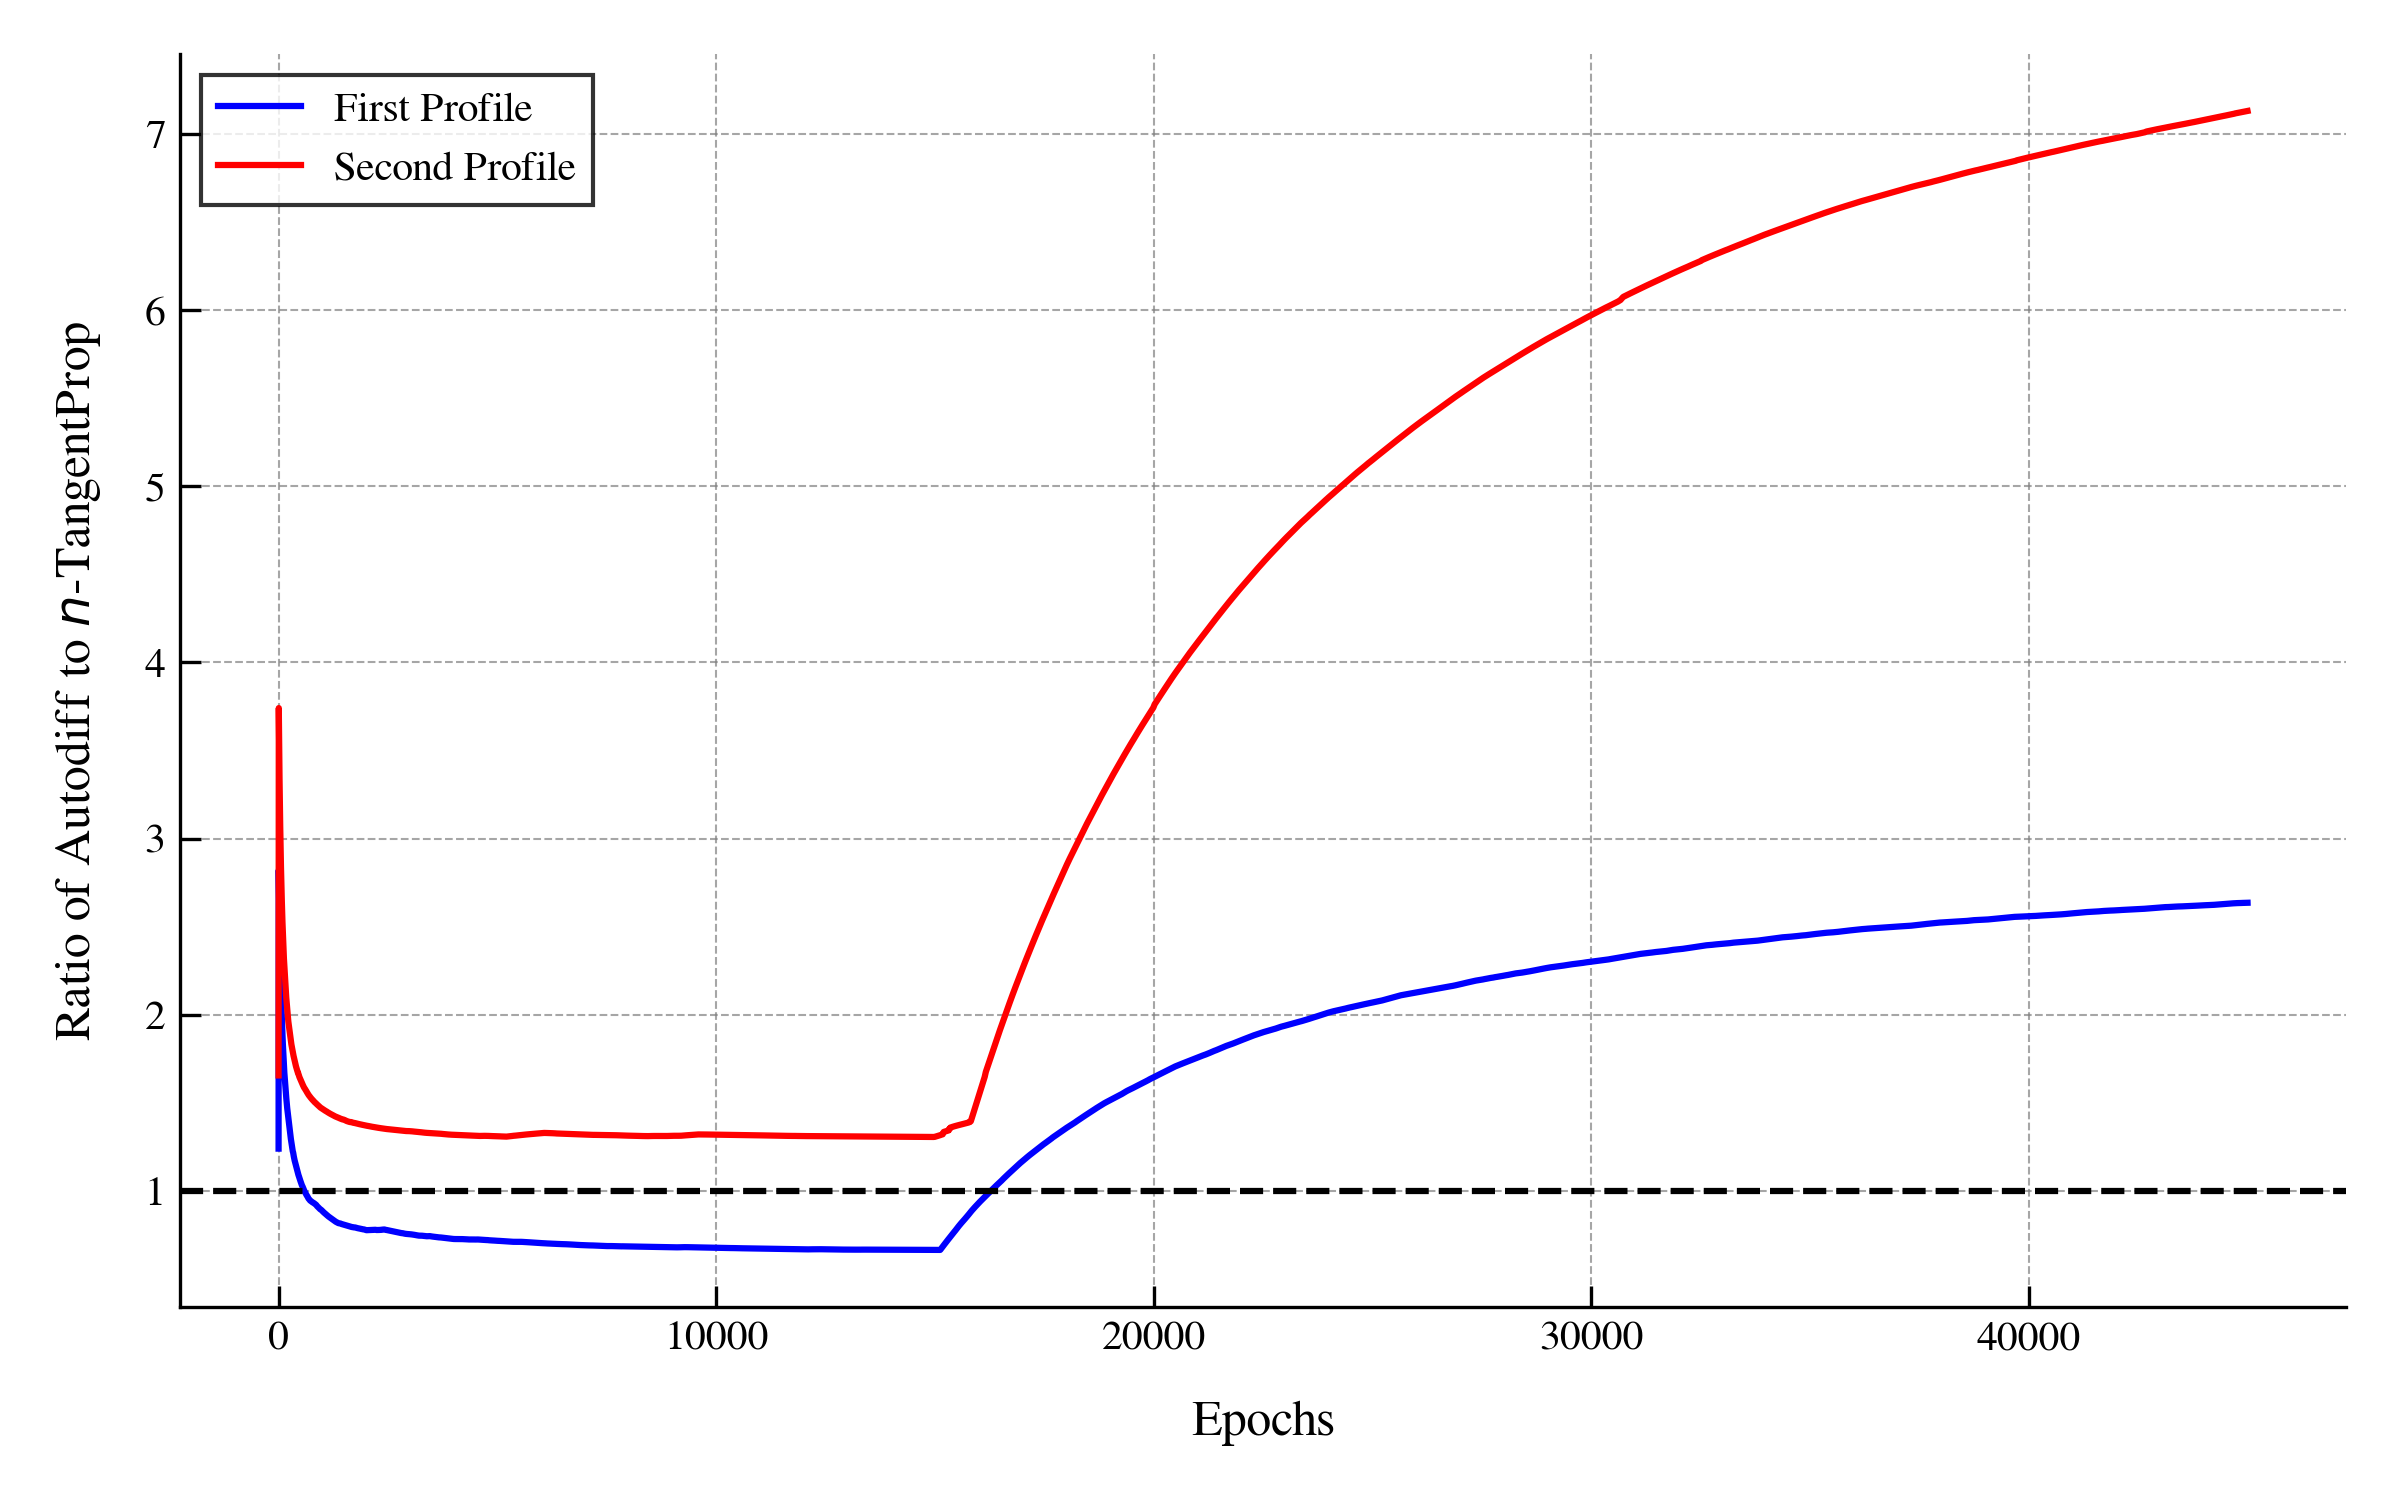 First Profile
Second Profile
Ratio of Autodiff to n-TangentProp
7
6
5
4
3
2
1
0 10000 20000 30000 40000
Epochs